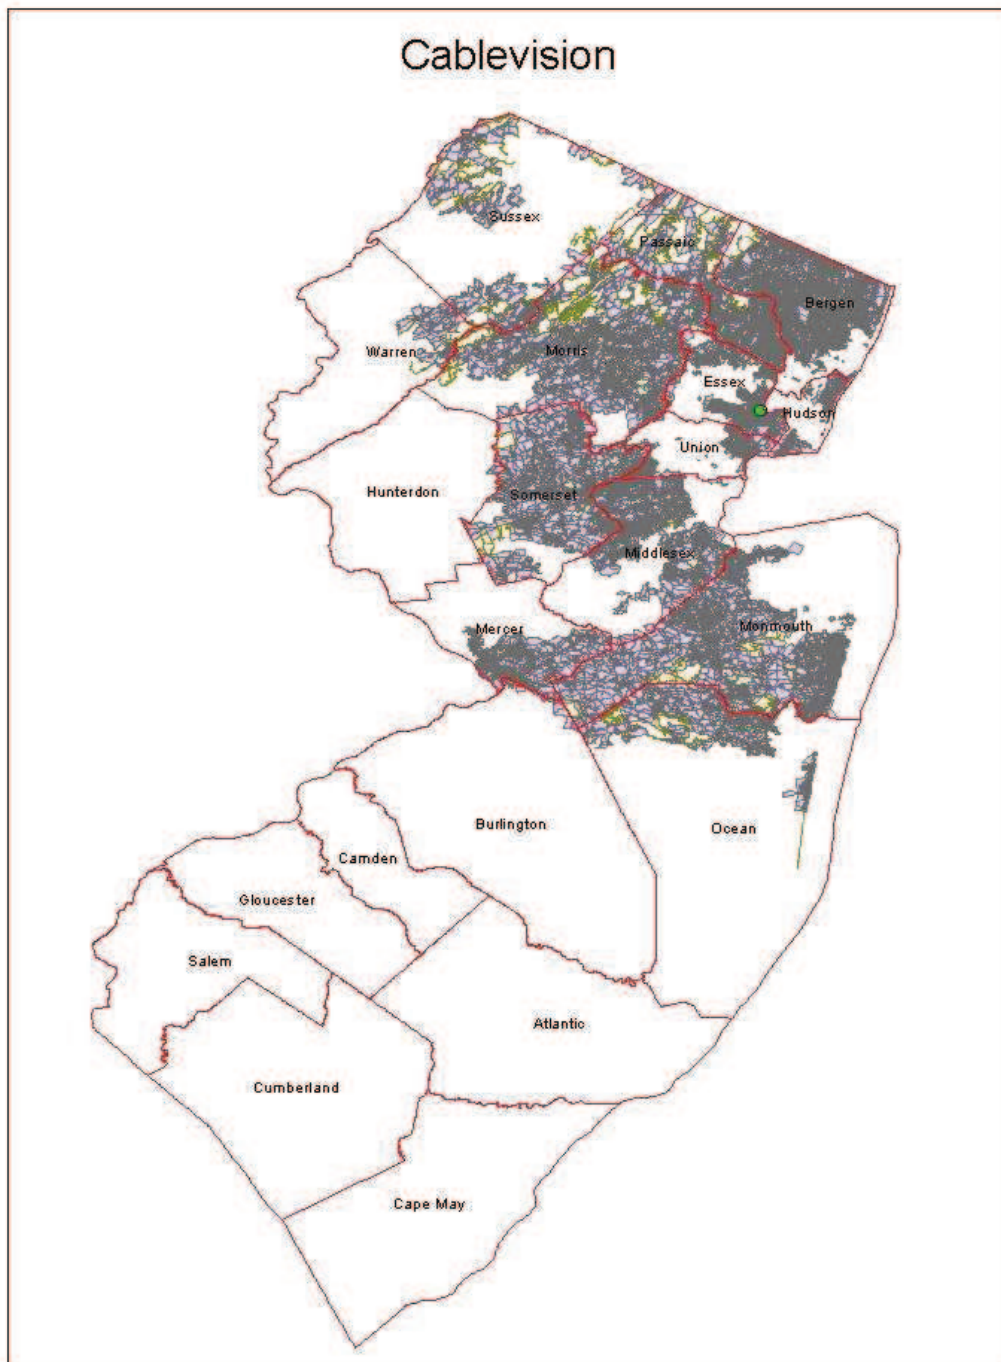 Cablevision
Sussex
Passaic
Bergen
Warren
Morris
Essex
Hudson
Union
Hunterdon
Somerset
Middlesex
Mercer
Monmouth
Burlington
Ocean
Camden
Gloucester
Salem
Atlantic
Cumberland
Cape May